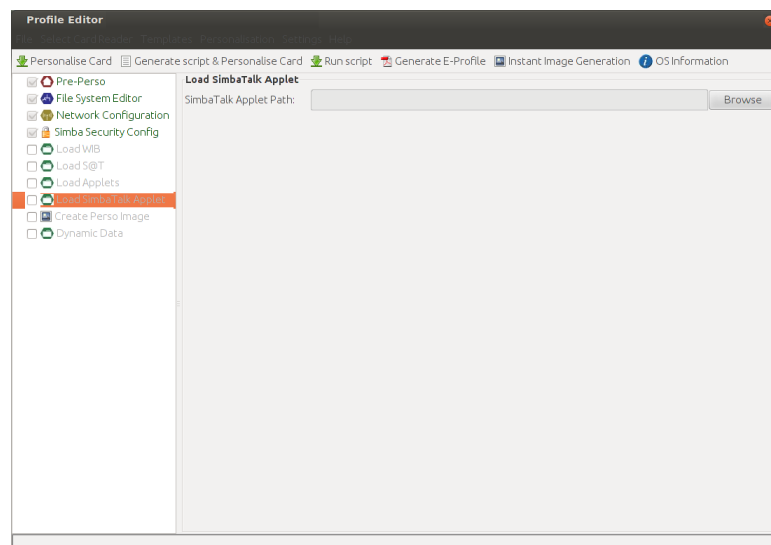 Profile Editor
File Select Card Reader Templates Personalisation Settings Help
Personalise Card Generate script & Personalise Card Run script Generate E-Profile Instant Image Generation OS Information
Pre-Perso
File System Editor
Network Configuration
Simba Security Config
Load WIB
Load S@T
Load Applets
Load SimbaTalk Applet
Create Perso Image
Dynamic Data
Load SimbaTalk Applet
SimbaTalk Applet Path: Browse